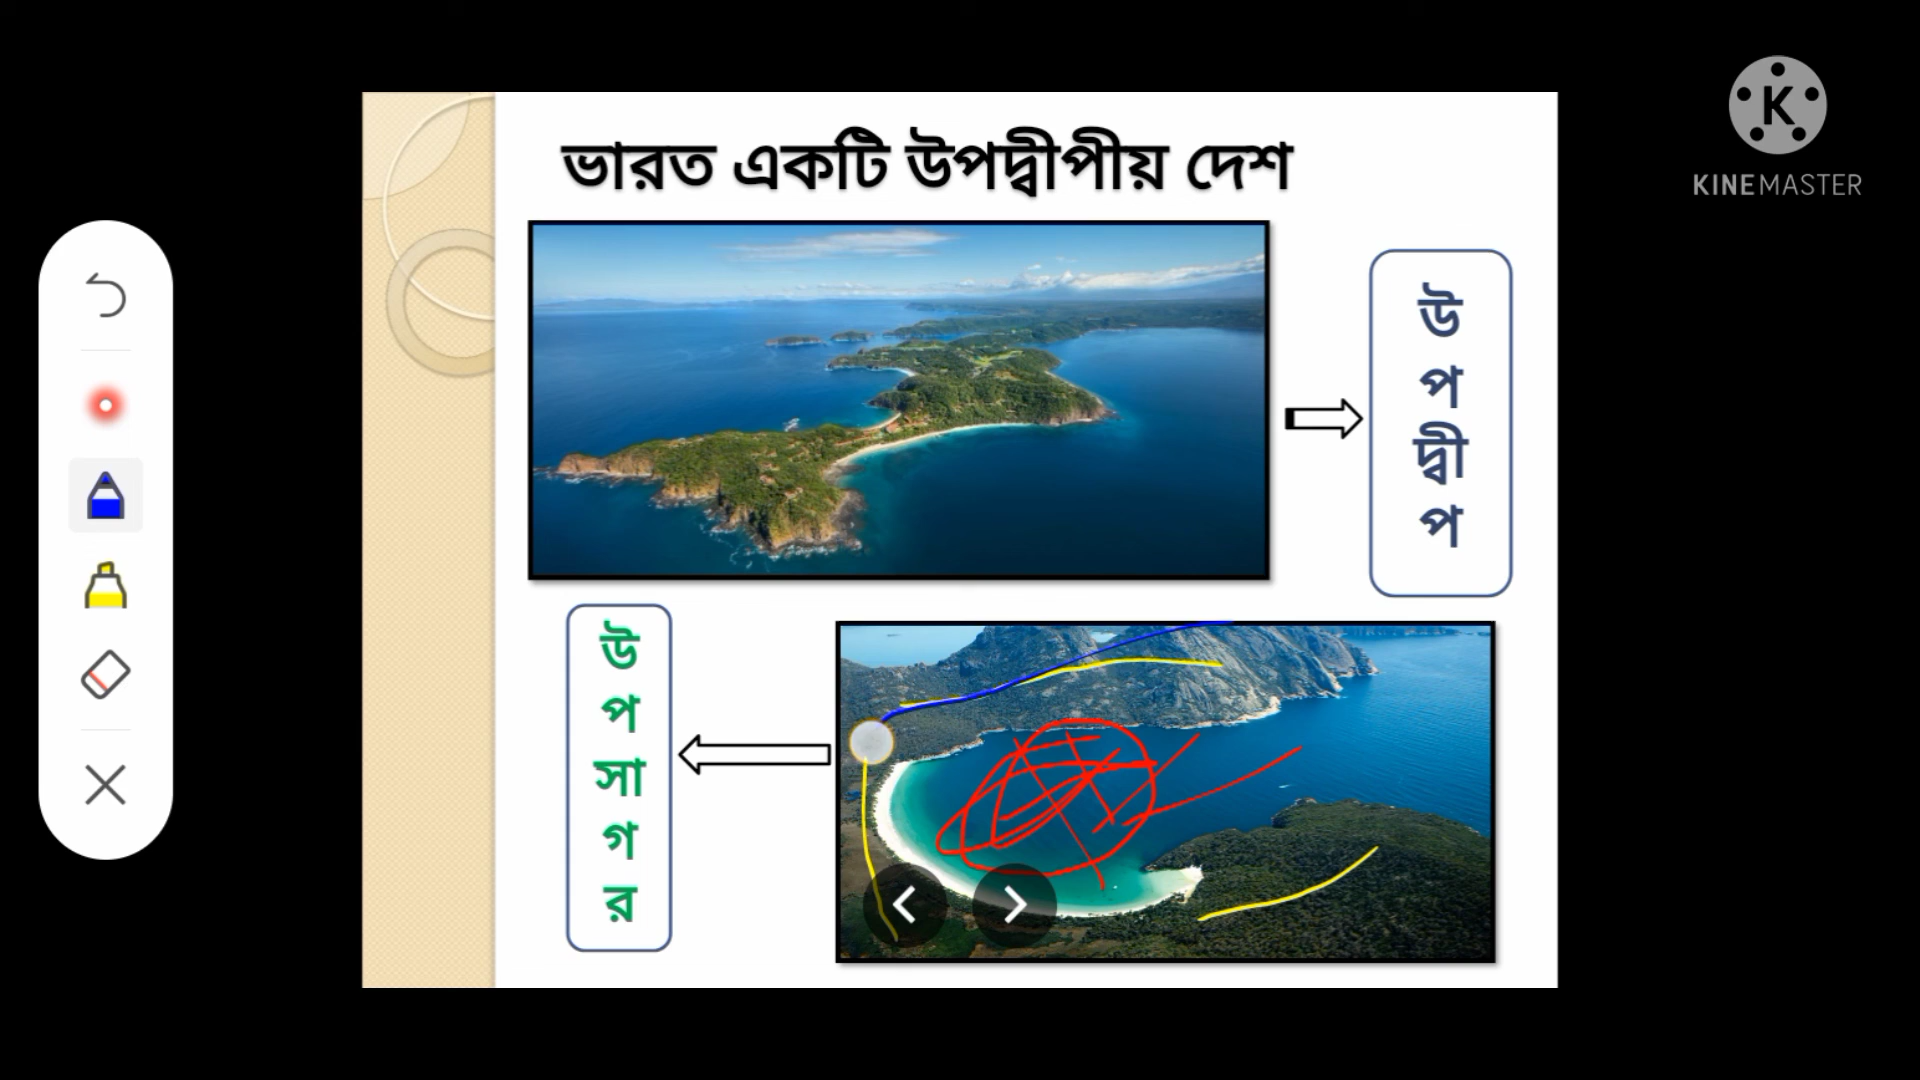 ভারত একটি উপদ্বীপীয় দেশ
উ
প
দ্বী
প
উ
প
সা
গ
র
K
KINEMASTER